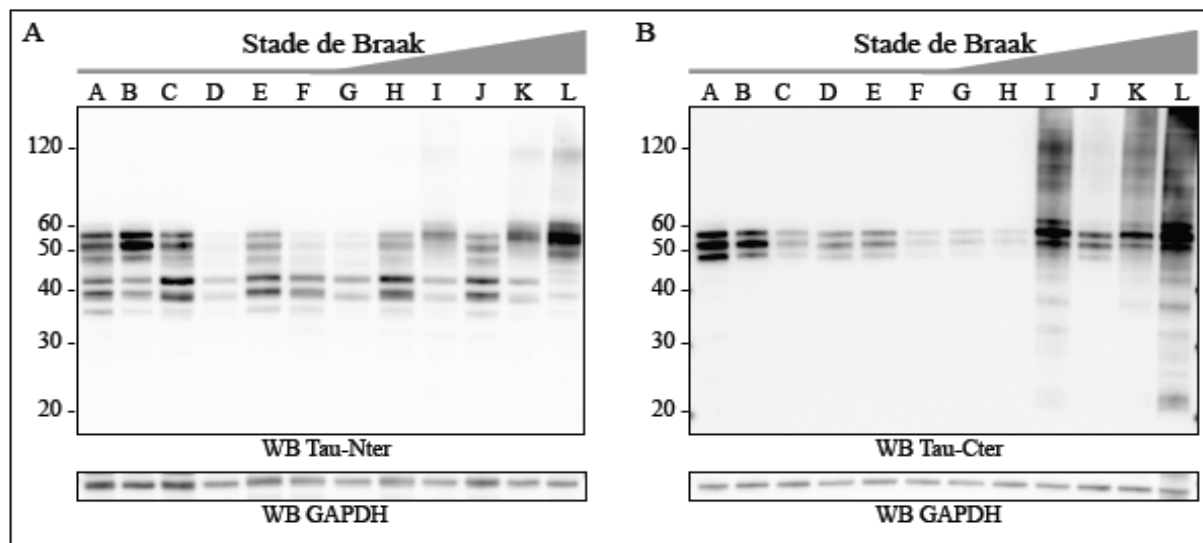 A
Stade de Braak
A B C D E F G H I J K L
120
60
50
40
30
20
WB Tau-Nter
WB GAPDH
B
Stade de Braak
A B C D E F G H I J K L
120
60
50
40
30
20
WB Tau-Cter
WB GAPDH